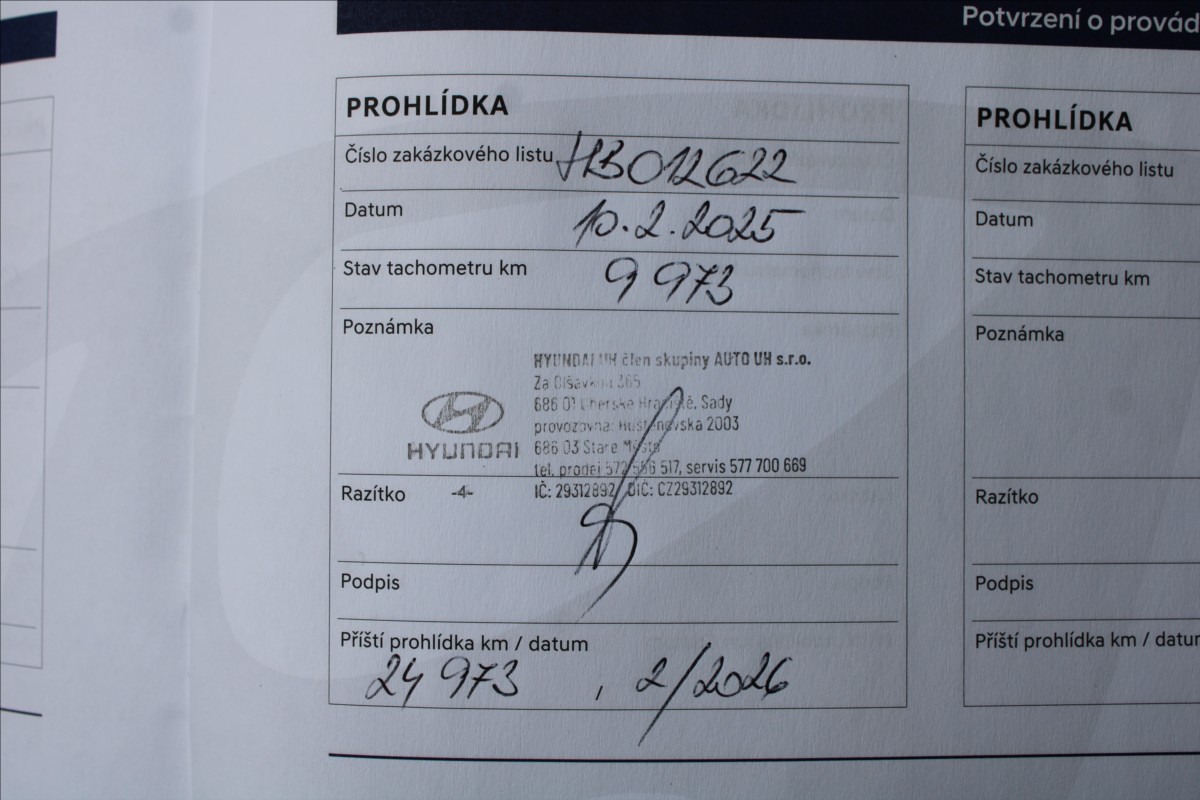 Potvrzení o provád
PROHLÍDKA
Číslo zakázkového listu HB012622
Datum 10.2.2025
Stav tachometru km 9 973
Poznámka
HYUNDAI UH člen skupiny AUTO UH s.r.o.
Za Olšávkou 365
686 01 Uherské Hradiště, Sady
provozovna: Huštěnovská 2003
686 03 Staré Město
tel. prodej 572 556 517, servis 577 700 669
IČ: 29312892, DIČ: CZ29312892
HYUNDAI
Razítko -4-
Podpis
Příští prohlídka km / datum
24 973 , 2/2026
PROHLÍDKA
Číslo zakázkového listu
Datum
Stav tachometru km
Poznámka
Razítko
Podpis
Příští prohlídka km / datum